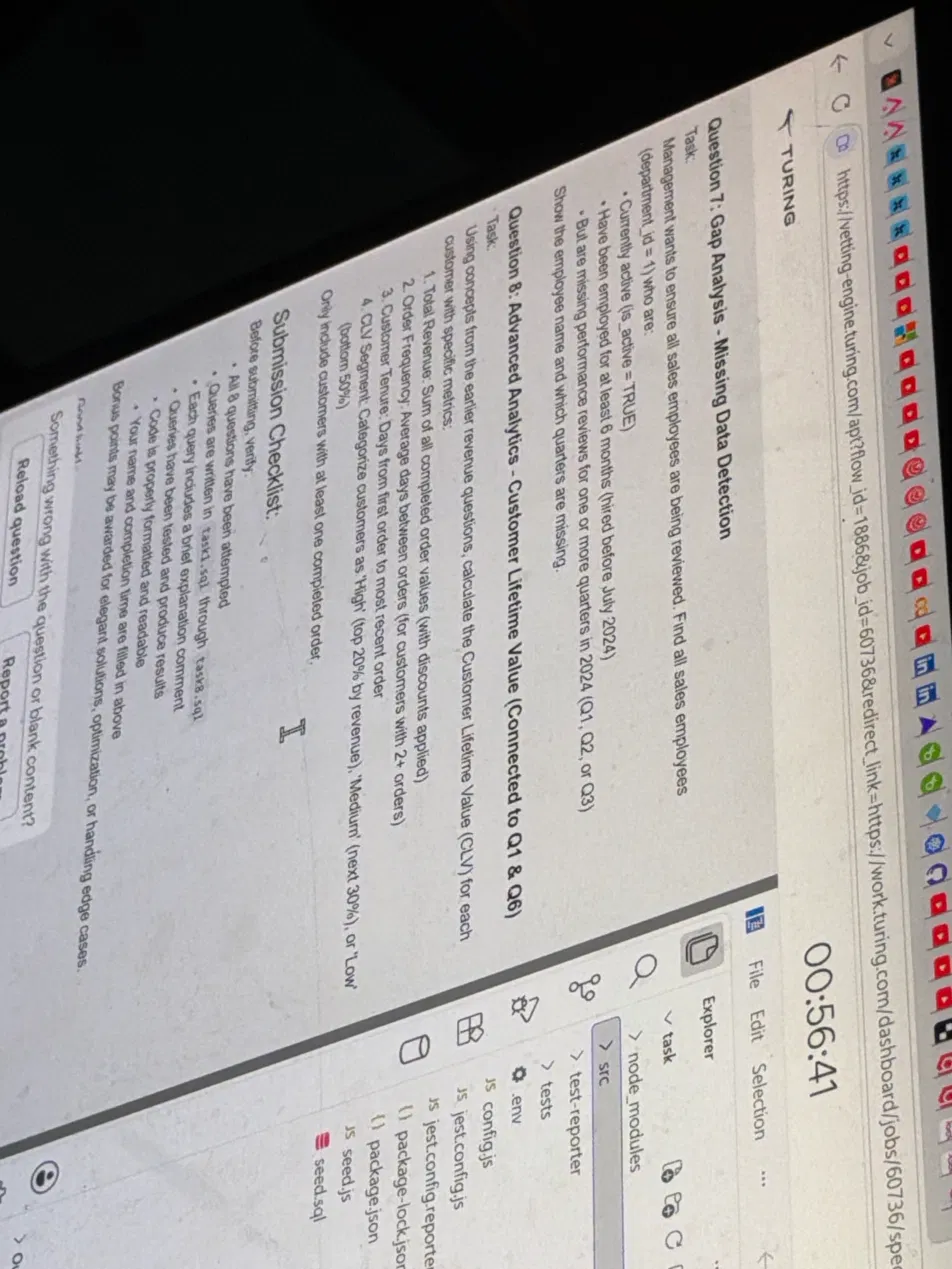 https://vetting-engine.turing.com/apt?flow_id=1886&job_id=60736&redirect_link=https://work.turing.com/dashboard/jobs/60736/
TURING
00:56:41
Question 7: Gap Analysis - Missing Data Detection
Task:
Management wants to ensure all sales employees are being reviewed. Find all sales employees
(department_id = 1) who are:
• Currently active (is_active = TRUE)
• Have been employed for at least 6 months (hired before July 2024)
• But are missing performance reviews for one or more quarters in 2024 (Q1, Q2, or Q3)
Show the employee name and which quarters are missing.
Question 8: Advanced Analytics - Customer Lifetime Value (Connected to Q1 & Q6)
Task:
Using concepts from the earlier revenue questions, calculate the Customer Lifetime Value (CLV) for each
customer with specific metrics:
1. Total Revenue: Sum of all completed order values (with discounts applied)
2. Order Frequency: Average days between orders (for customers with 2+ orders)
3. Customer Tenure: Days from first order to most recent order
4. CLV Segment: Categorize customers as 'High' (top 20% by revenue), 'Medium' (next 30%), or 'Low'
(bottom 50%)
Only include customers with at least one completed order.
Submission Checklist:
Before submitting, verify:
• All 8 questions have been attempted
• Queries are written in task1.sql through task8.sql
• Each query includes a brief explanation comment
• Queries have been tested and produce results
• Code is properly formatted and readable
• Your name and completion time are filled in above
Bonus points may be awarded for elegant solutions, optimization, or handling edge cases.
Something wrong with the question or blank content?
Reload question
Report a
File Edit Selection ...
Explorer
task
> node_modules
> src
> test-reporter
> tests
.env
JS config.js
JS jest.config.js
JS jest.config.reporte
{} package-lock.jso
{} package.json
JS seed.js
seed.sql